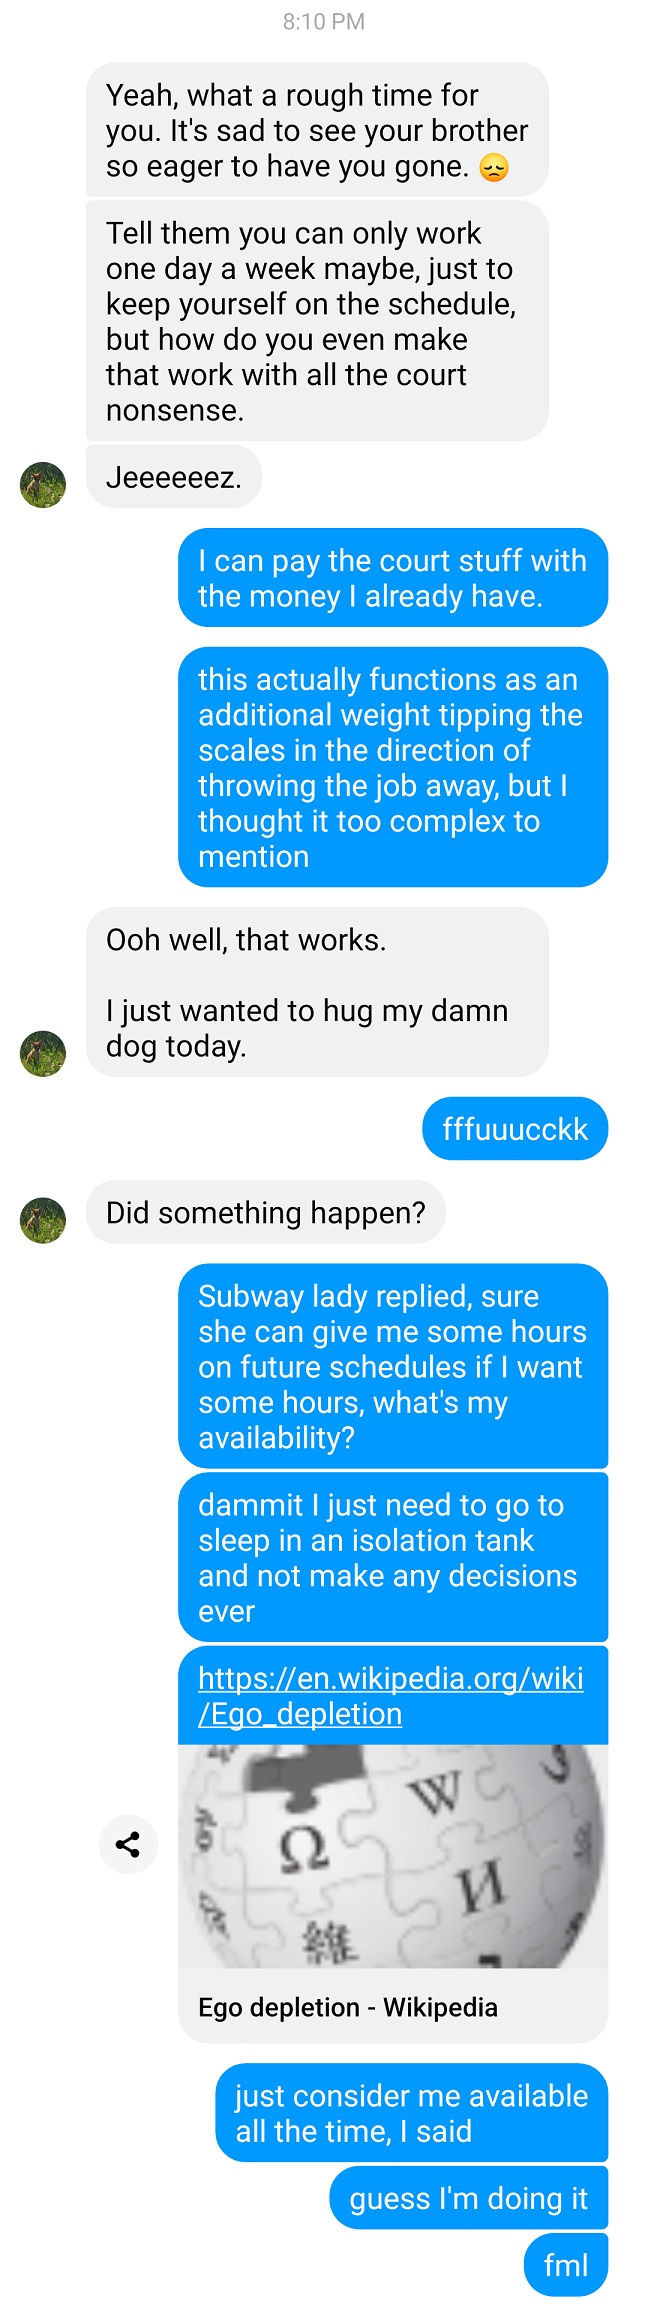 8:10 PM
Yeah, what a rough time for
you. It's sad to see your brother
so eager to have you gone. 😞
Tell them you can only work
one day a week maybe, just to
keep yourself on the schedule,
but how do you even make
that work with all the court
nonsense.
Jeeeeeez.
I can pay the court stuff with
the money I already have.
this actually functions as an
additional weight tipping the
scales in the direction of
throwing the job away, but I
thought it too complex to
mention
Ooh well, that works.
I just wanted to hug my damn
dog today.
fffuuucckk
Did something happen?
Subway lady replied, sure
she can give me some hours
on future schedules if I want
some hours, what's my
availability?
dammit I just need to go to
sleep in an isolation tank
and not make any decisions
ever
https://en.wikipedia.org/wiki
/Ego_depletion
W
Ω
И
維
Ego depletion - Wikipedia
just consider me available
all the time, I said
guess I'm doing it
fml